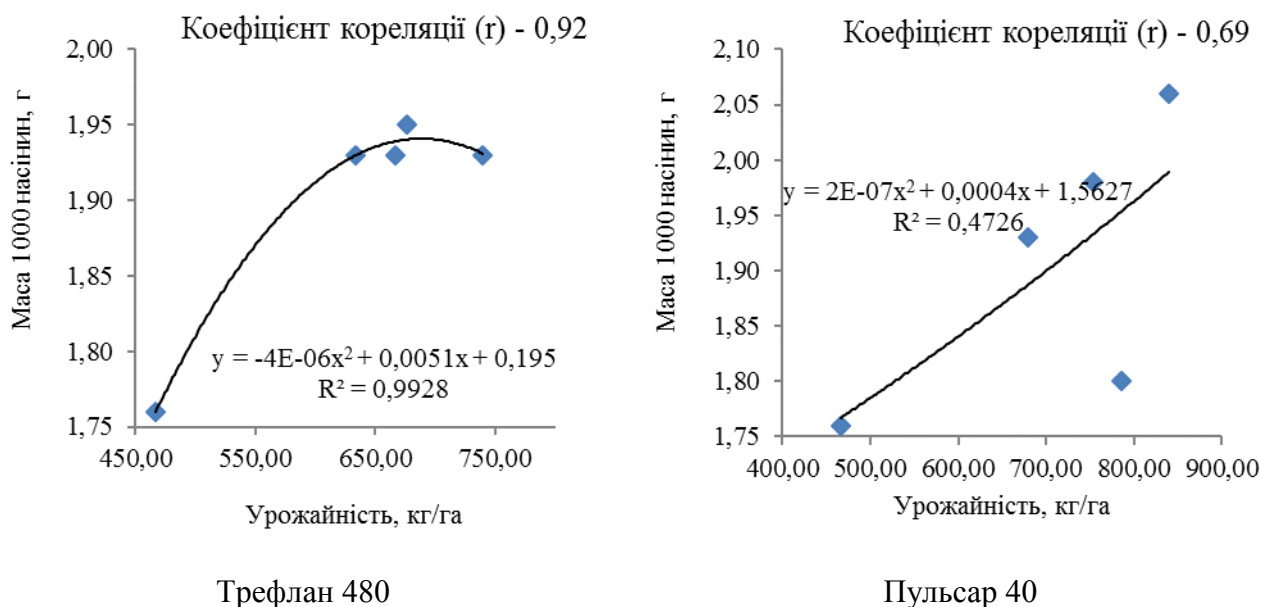 Коефіцієнт кореляції (r) - 0,92
2,00
1,95
1,90
1,85
1,80
1,75
Маса 1000 насінин, г
y = -4E-06x² + 0,0051x + 0,195
R² = 0,9928
450,00 550,00 650,00 750,00
Урожайність, кг/га
Трефлан 480
Коефіцієнт кореляції (r) - 0,69
2,10
2,05
2,00
1,95
1,90
1,85
1,80
1,75
Маса 1000 насінин, г
y = 2E-07x² + 0,0004x + 1,5627
R² = 0,4726
400,00 500,00 600,00 700,00 800,00 900,00
Урожайність, кг/га
Пульсар 40